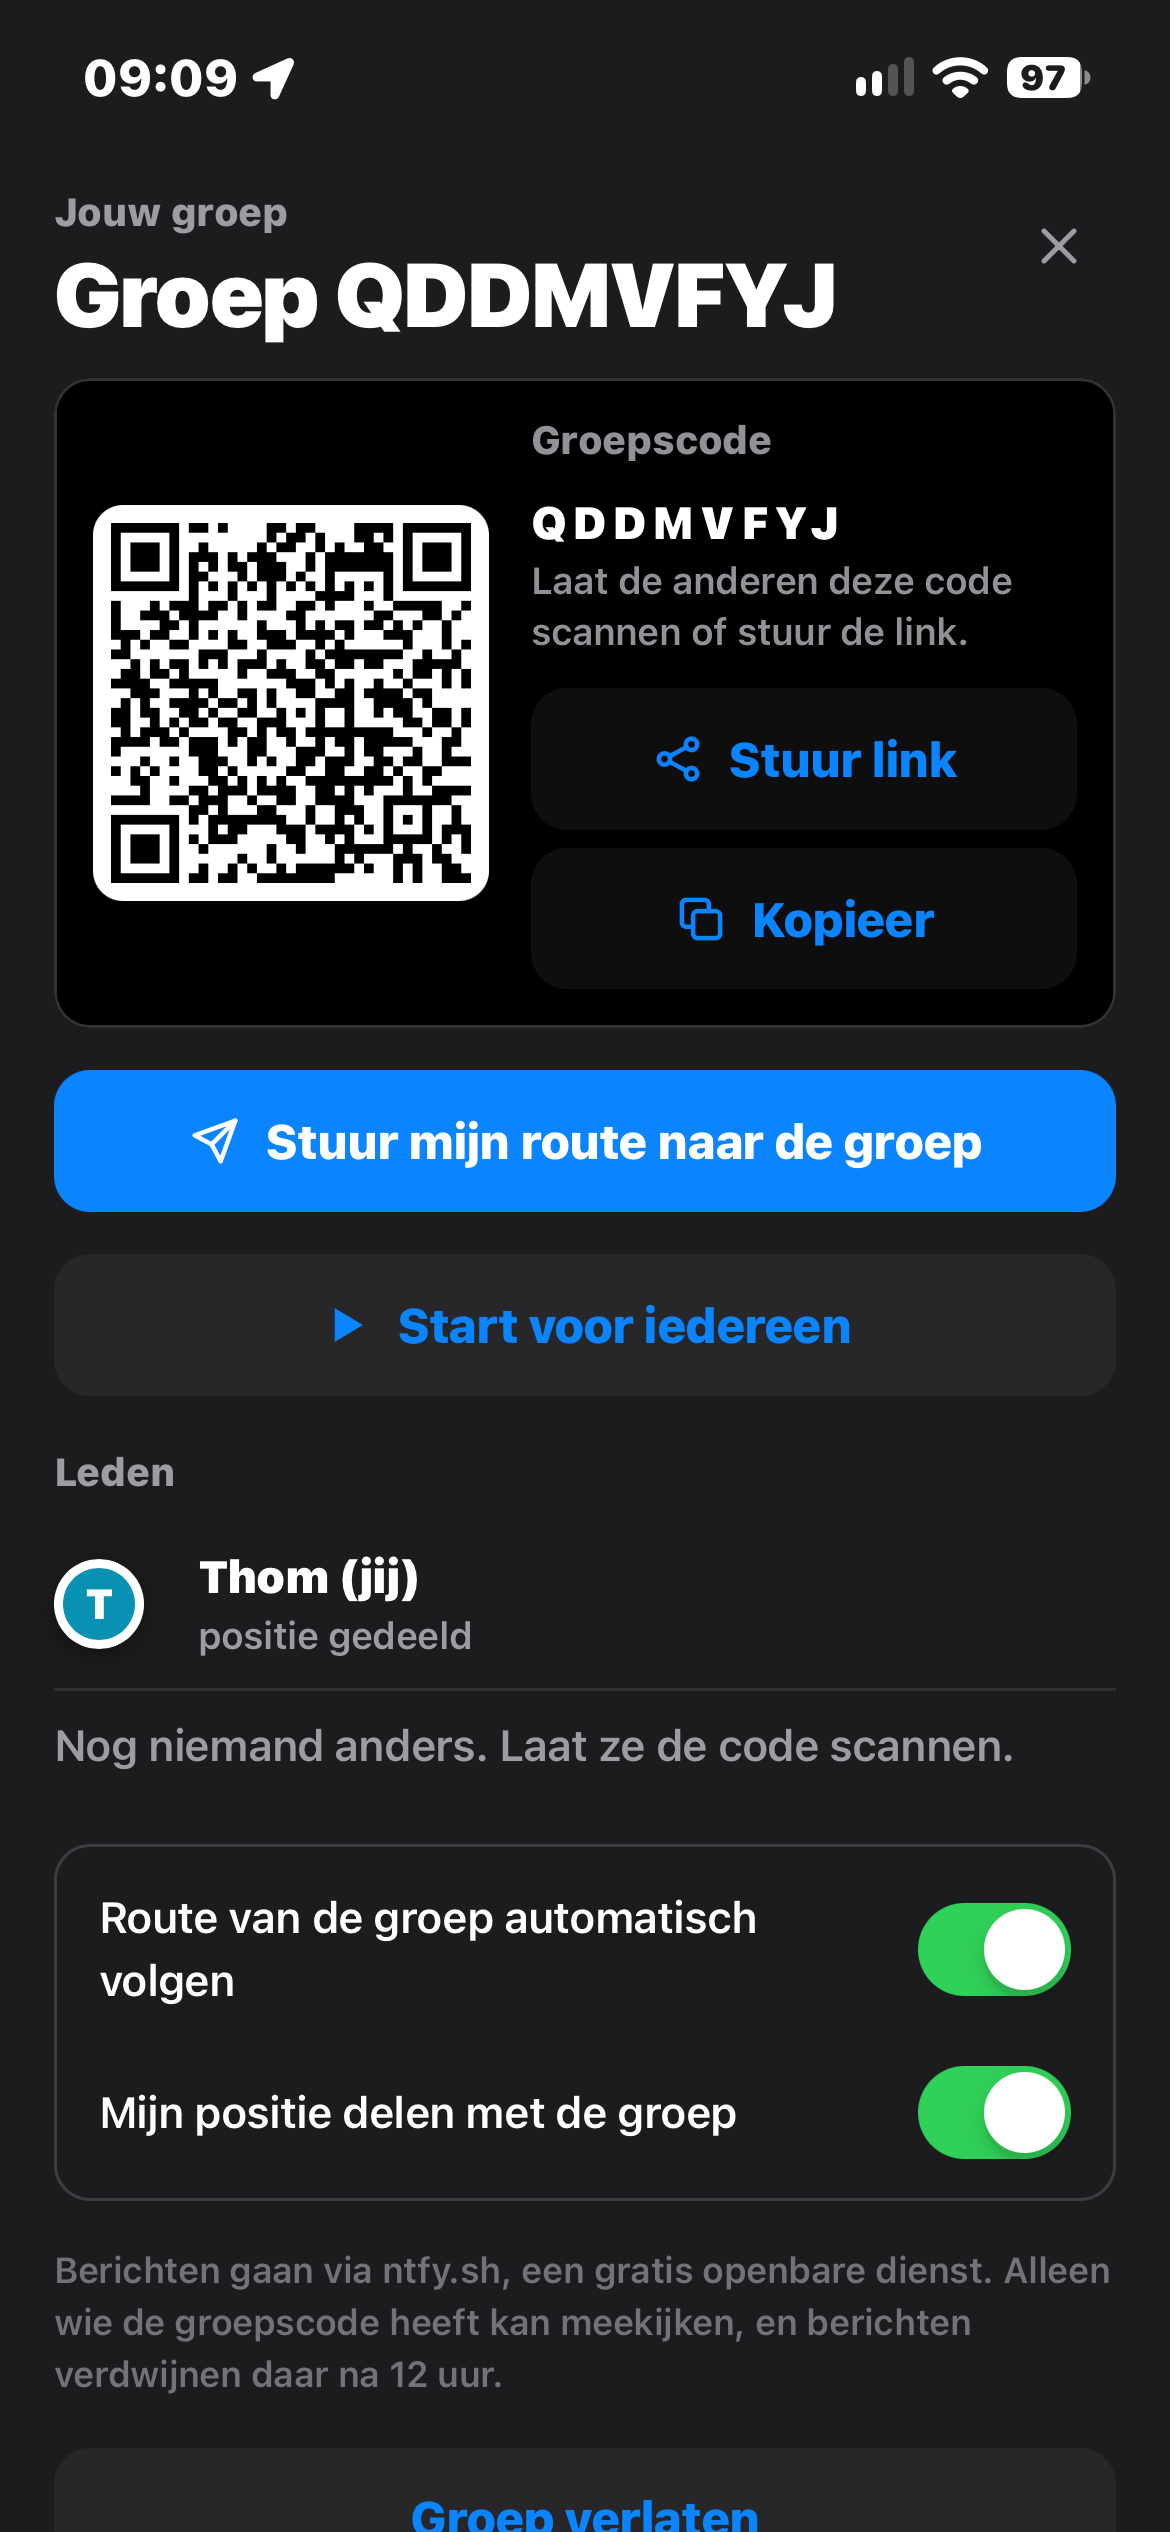 09:09
97
Jouw groep
Groep QDDMVFYJ
Groepscode
QDDMVFYJ
Laat de anderen deze code
scannen of stuur de link.
Stuur link
Kopieer
Stuur mijn route naar de groep
Start voor iedereen
Leden
T
Thom (jij)
positie gedeeld
Nog niemand anders. Laat ze de code scannen.
Route van de groep automatisch
volgen
Mijn positie delen met de groep
Berichten gaan via ntfy.sh, een gratis openbare dienst. Alleen
wie de groepscode heeft kan meekijken, en berichten
verdwijnen daar na 12 uur.
Groep verlaten